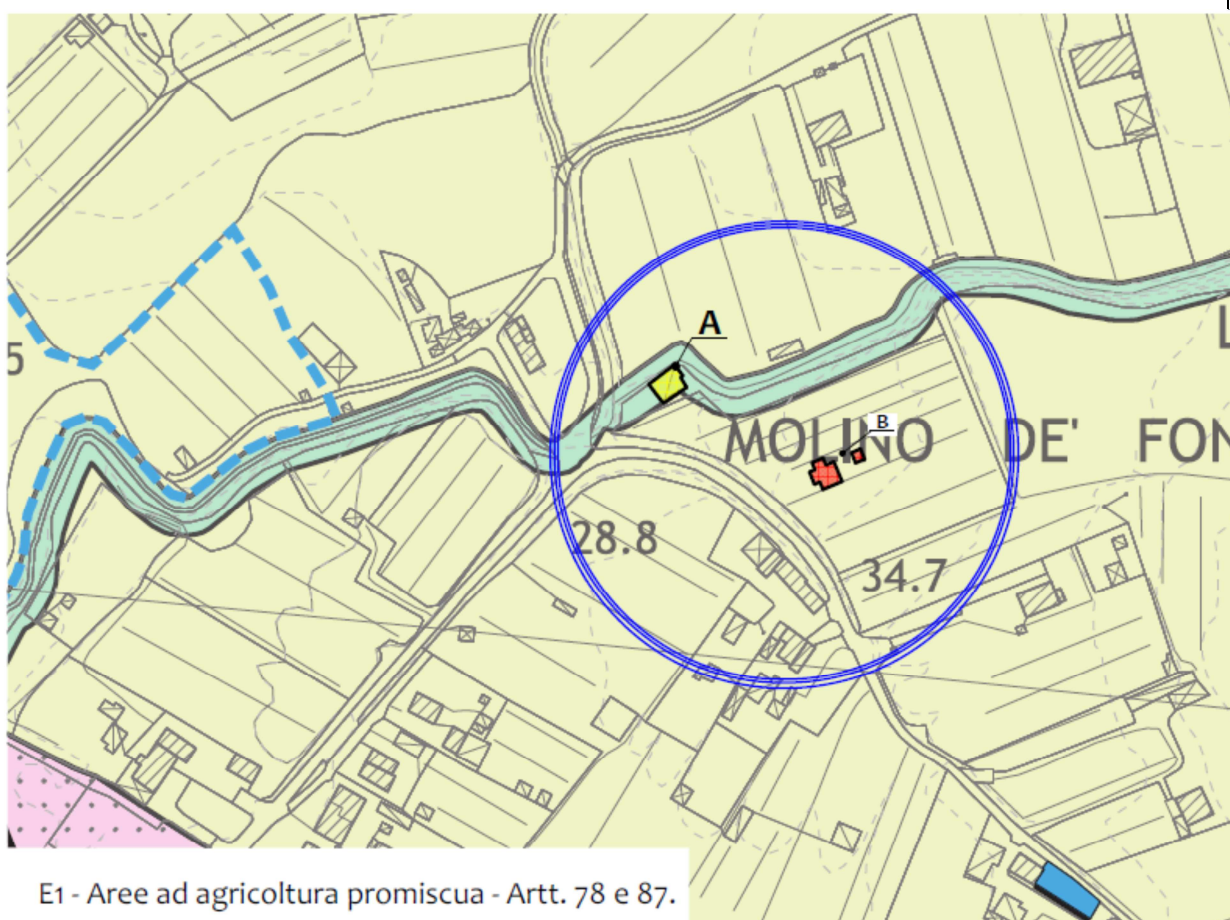 A
B
5
L
MOLINO DE' FON
28.8
34.7
E1 - Aree ad agricoltura promiscua - Artt. 78 e 87.